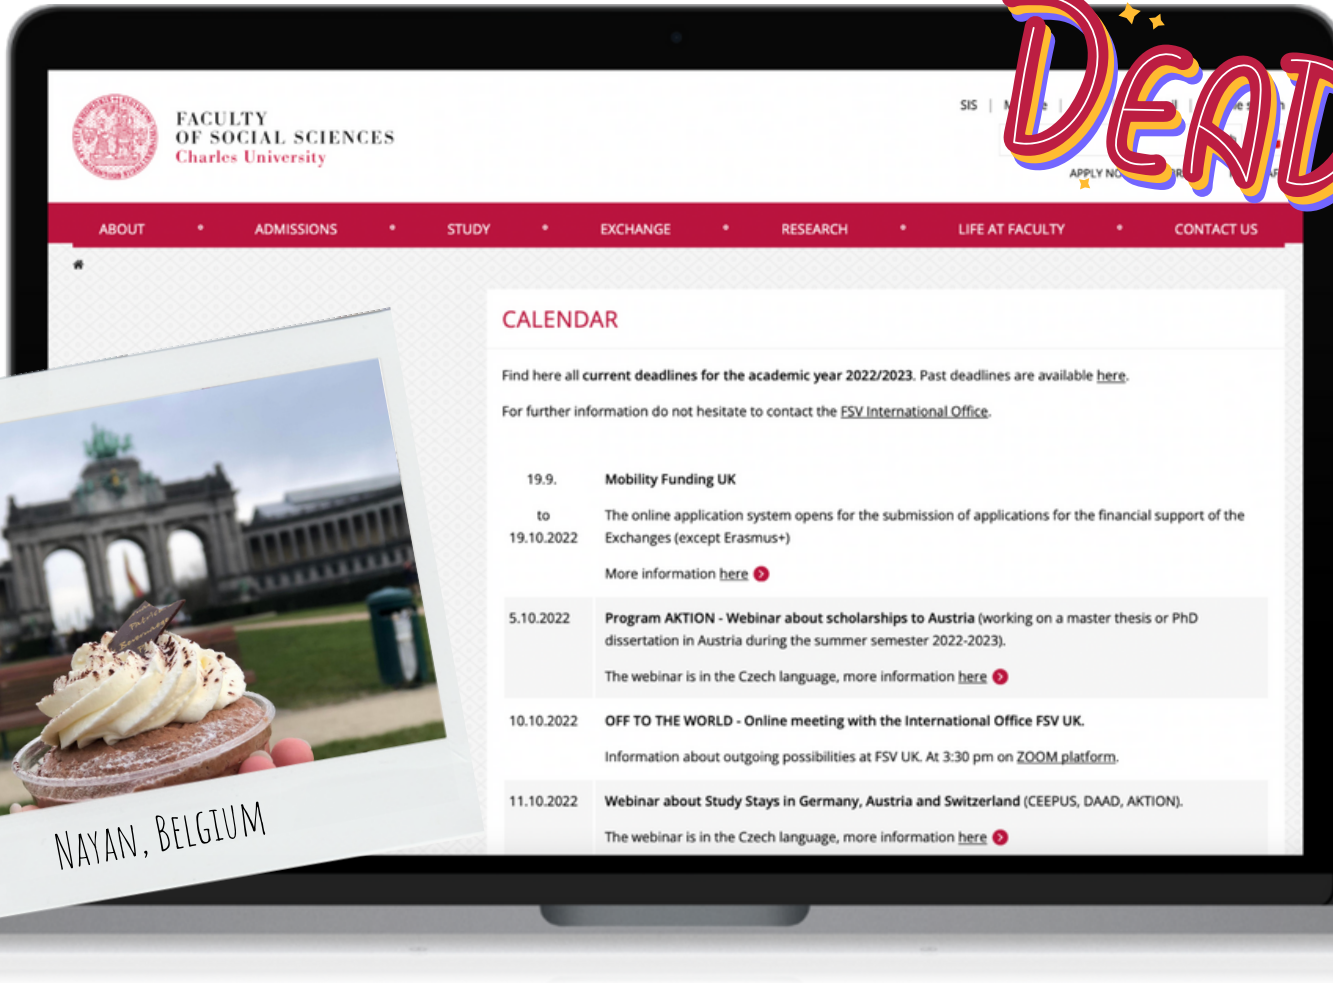 DEAD
FACULTY
OF SOCIAL SCIENCES
Charles University
SIS
APPLY NO
ABOUT • ADMISSIONS • STUDY • EXCHANGE • RESEARCH • LIFE AT FACULTY • CONTACT US
CALENDAR
Find here all current deadlines for the academic year 2022/2023. Past deadlines are available here.
For further information do not hesitate to contact the FSV International Office.
19.9. Mobility Funding UK
to The online application system opens for the submission of applications for the financial support of the
19.10.2022 Exchanges (except Erasmus+)
More information here
5.10.2022 Program AKTION - Webinar about scholarships to Austria (working on a master thesis or PhD
dissertation in Austria during the summer semester 2022-2023).
The webinar is in the Czech language, more information here
10.10.2022 OFF TO THE WORLD - Online meeting with the International Office FSV UK.
Information about outgoing possibilities at FSV UK. At 3:30 pm on ZOOM platform.
11.10.2022 Webinar about Study Stays in Germany, Austria and Switzerland (CEEPUS, DAAD, AKTION).
The webinar is in the Czech language, more information here
NAYAN, BELGIUM